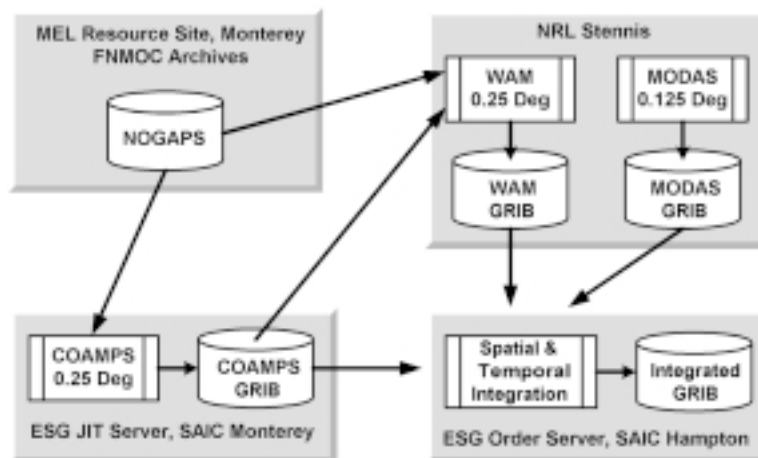 MEL Resource Site, Monterey
FNMOC Archives
NOGAPS
NRL Stennis
WAM
0.25 Deg
MODAS
0.125 Deg
WAM
GRIB
MODAS
GRIB
COAMPS
0.25 Deg
COAMPS
GRIB
ESG JIT Server, SAIC Monterey
Spatial &
Temporal
Integration
Integrated
GRIB
ESG Order Server, SAIC Hampton